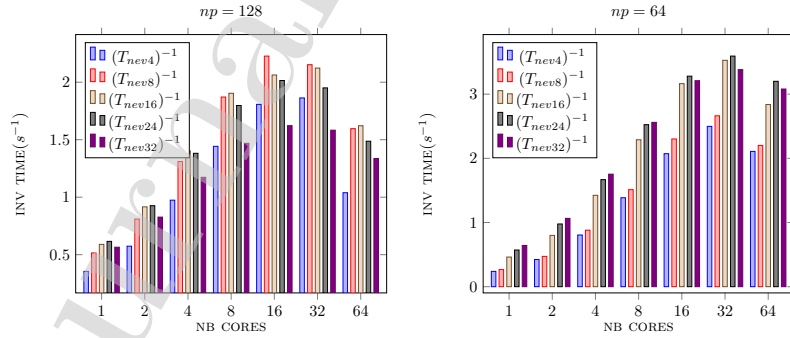 np = 128
INV TIME(s⁻¹)
2
1.5
1
0.5
(T_nev4)⁻¹
(T_nev8)⁻¹
(T_nev16)⁻¹
(T_nev24)⁻¹
(T_nev32)⁻¹
1 2 4 8 16 32 64
NB CORES
np = 64
INV TIME(s⁻¹)
3
2
1
0
(T_nev4)⁻¹
(T_nev8)⁻¹
(T_nev16)⁻¹
(T_nev24)⁻¹
(T_nev32)⁻¹
1 2 4 8 16 32 64
NB CORES